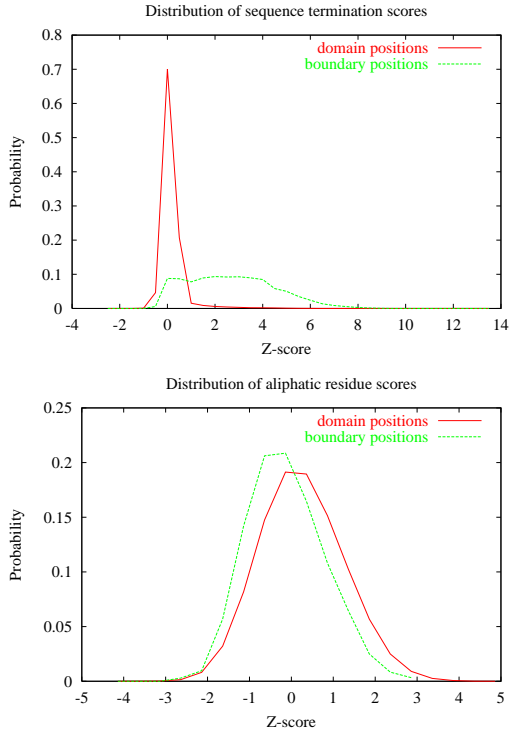 Distribution of sequence termination scores
0.8
domain positions
boundary positions
0.7
0.6
0.5
0.4
0.3
0.2
0.1
0
Probability
-4 -2 0 2 4 6 8 10 12 14
Z-score
Distribution of aliphatic residue scores
0.25
domain positions
boundary positions
0.2
0.15
0.1
0.05
0
Probability
-5 -4 -3 -2 -1 0 1 2 3 4 5
Z-score